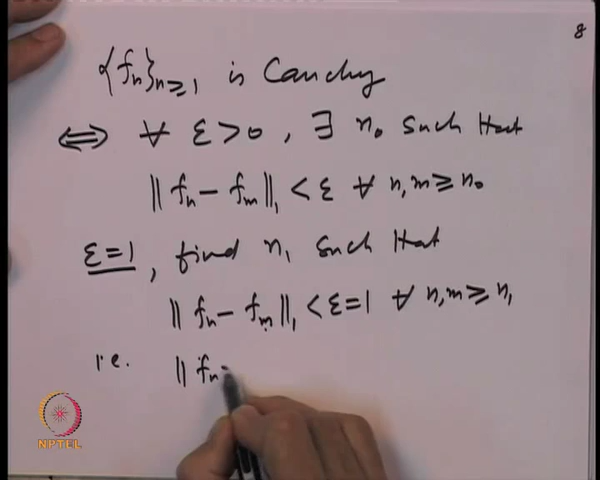 8
{fn}n≥1 is Cauchy
⇔ ∀ ε>0, ∃ n₀ such that
‖ fn − fm ‖₁ < ε ∀ n,m ≥ n₀
ε=1, find n₁ such that
‖ fn − fm ‖₁ < ε=1 ∀ n,m ≥ n₁
i.e. ‖ fn
NPTEL